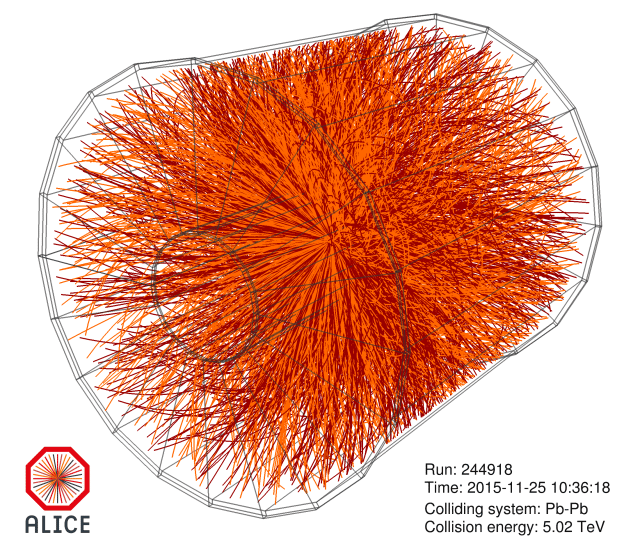 Run: 244918
Time: 2015-11-25 10:36:18
Colliding system: Pb-Pb
Collision energy: 5.02 TeV
ALICE